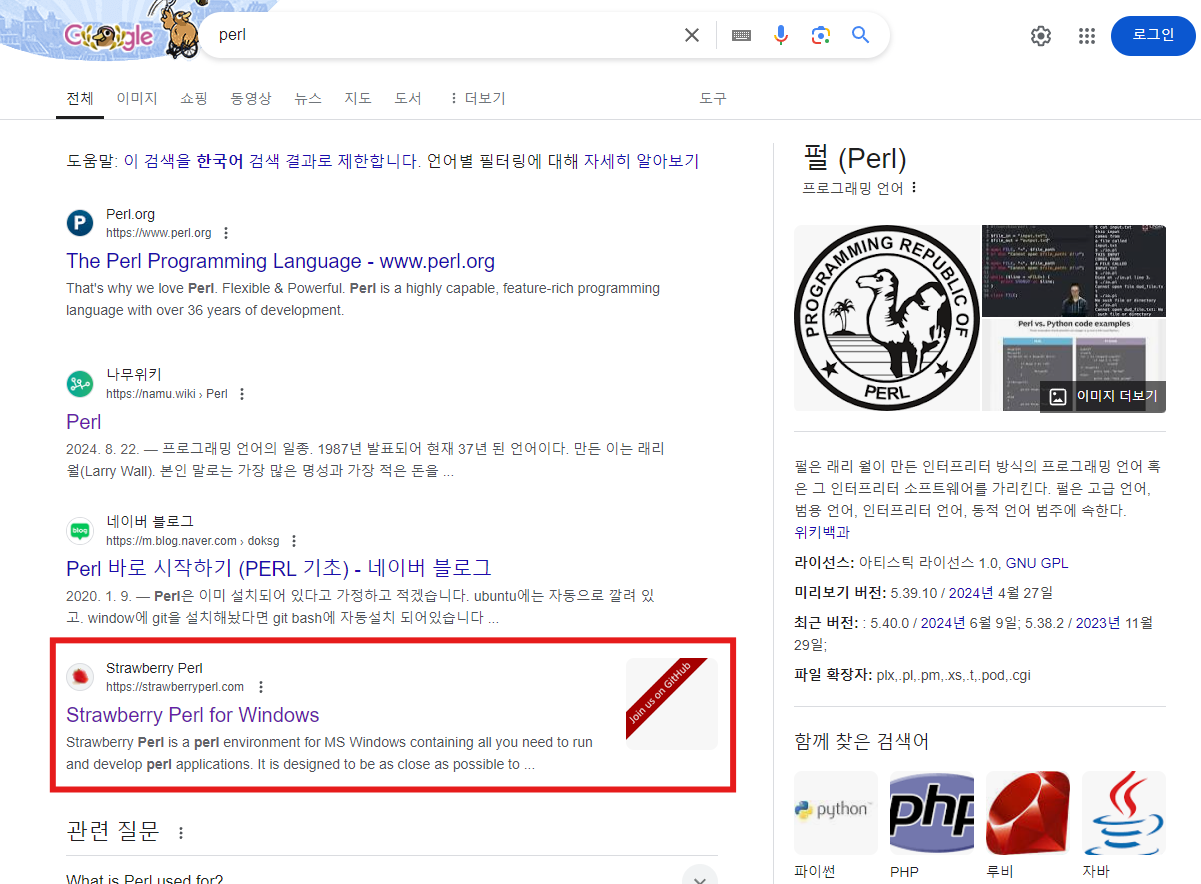 Google
perl
로그인
전체 이미지 쇼핑 동영상 뉴스 지도 도서 더보기 도구
도움말: 이 검색을 한국어 검색 결과로 제한합니다. 언어별 필터링에 대해 자세히 알아보기
P
Perl.org
https://www.perl.org
The Perl Programming Language - www.perl.org
That's why we love Perl. Flexible & Powerful. Perl is a highly capable, feature-rich programming
language with over 36 years of development.
나무위키
https://namu.wiki › Perl
Perl
2024. 8. 22. — 프로그래밍 언어의 일종. 1987년 발표되어 현재 37년 된 언어이다. 만든 이는 래리
월(Larry Wall). 본인 말로는 가장 많은 명성과 가장 적은 돈을 ...
blog
네이버 블로그
https://m.blog.naver.com › doksg
Perl 바로 시작하기 (PERL 기초) - 네이버 블로그
2020. 1. 9. — Perl은 이미 설치되어 있다고 가정하고 적겠습니다. ubuntu에는 자동으로 깔려 있
고. window에 git을 설치해놨다면 git bash에 자동설치 되어있습니다 ...
Strawberry Perl
https://strawberryperl.com
Strawberry Perl for Windows
Strawberry Perl is a perl environment for MS Windows containing all you need to run
and develop perl applications. It is designed to be as close as possible to ...
Join us on GitHub
관련 질문
What is Perl used for?
펄 (Perl)
프로그래밍 언어
PROGRAMMING REPUBLIC OF
PERL
Perl vs. Python code examples
이미지 더보기
펄은 래리 월이 만든 인터프리터 방식의 프로그래밍 언어 혹
은 그 인터프리터 소프트웨어를 가리킨다. 펄은 고급 언어,
범용 언어, 인터프리터 언어, 동적 언어 범주에 속한다.
위키백과
라이선스: 아티스틱 라이선스 1.0, GNU GPL
미리보기 버전: 5.39.10 / 2024년 4월 27일
최근 버전: : 5.40.0 / 2024년 6월 9일; 5.38.2 / 2023년 11월
29일;
파일 확장자: plx,.pl,.pm,.xs,.t,.pod,.cgi
함께 찾은 검색어
python
php
파이썬 PHP 루비 자바